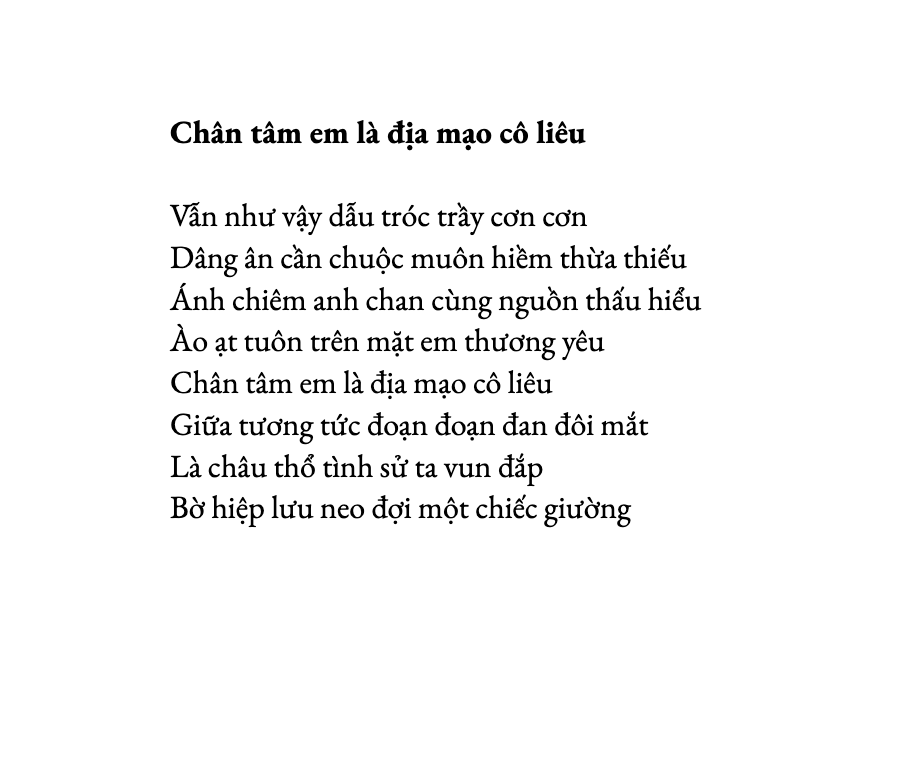 Chân tâm em là địa mạo cô liêu
Vẫn như vậy dẫu tróc trầy cơn cơn
Dâng ân cần chuộc muôn hiềm thừa thiếu
Ánh chiêm anh chan cùng nguồn thấu hiểu
Ào ạt tuôn trên mặt em thương yêu
Chân tâm em là địa mạo cô liêu
Giữa tương tức đoạn đoạn đan đôi mắt
Là châu thổ tình sử ta vun đắp
Bờ hiệp lưu neo đợi một chiếc giường